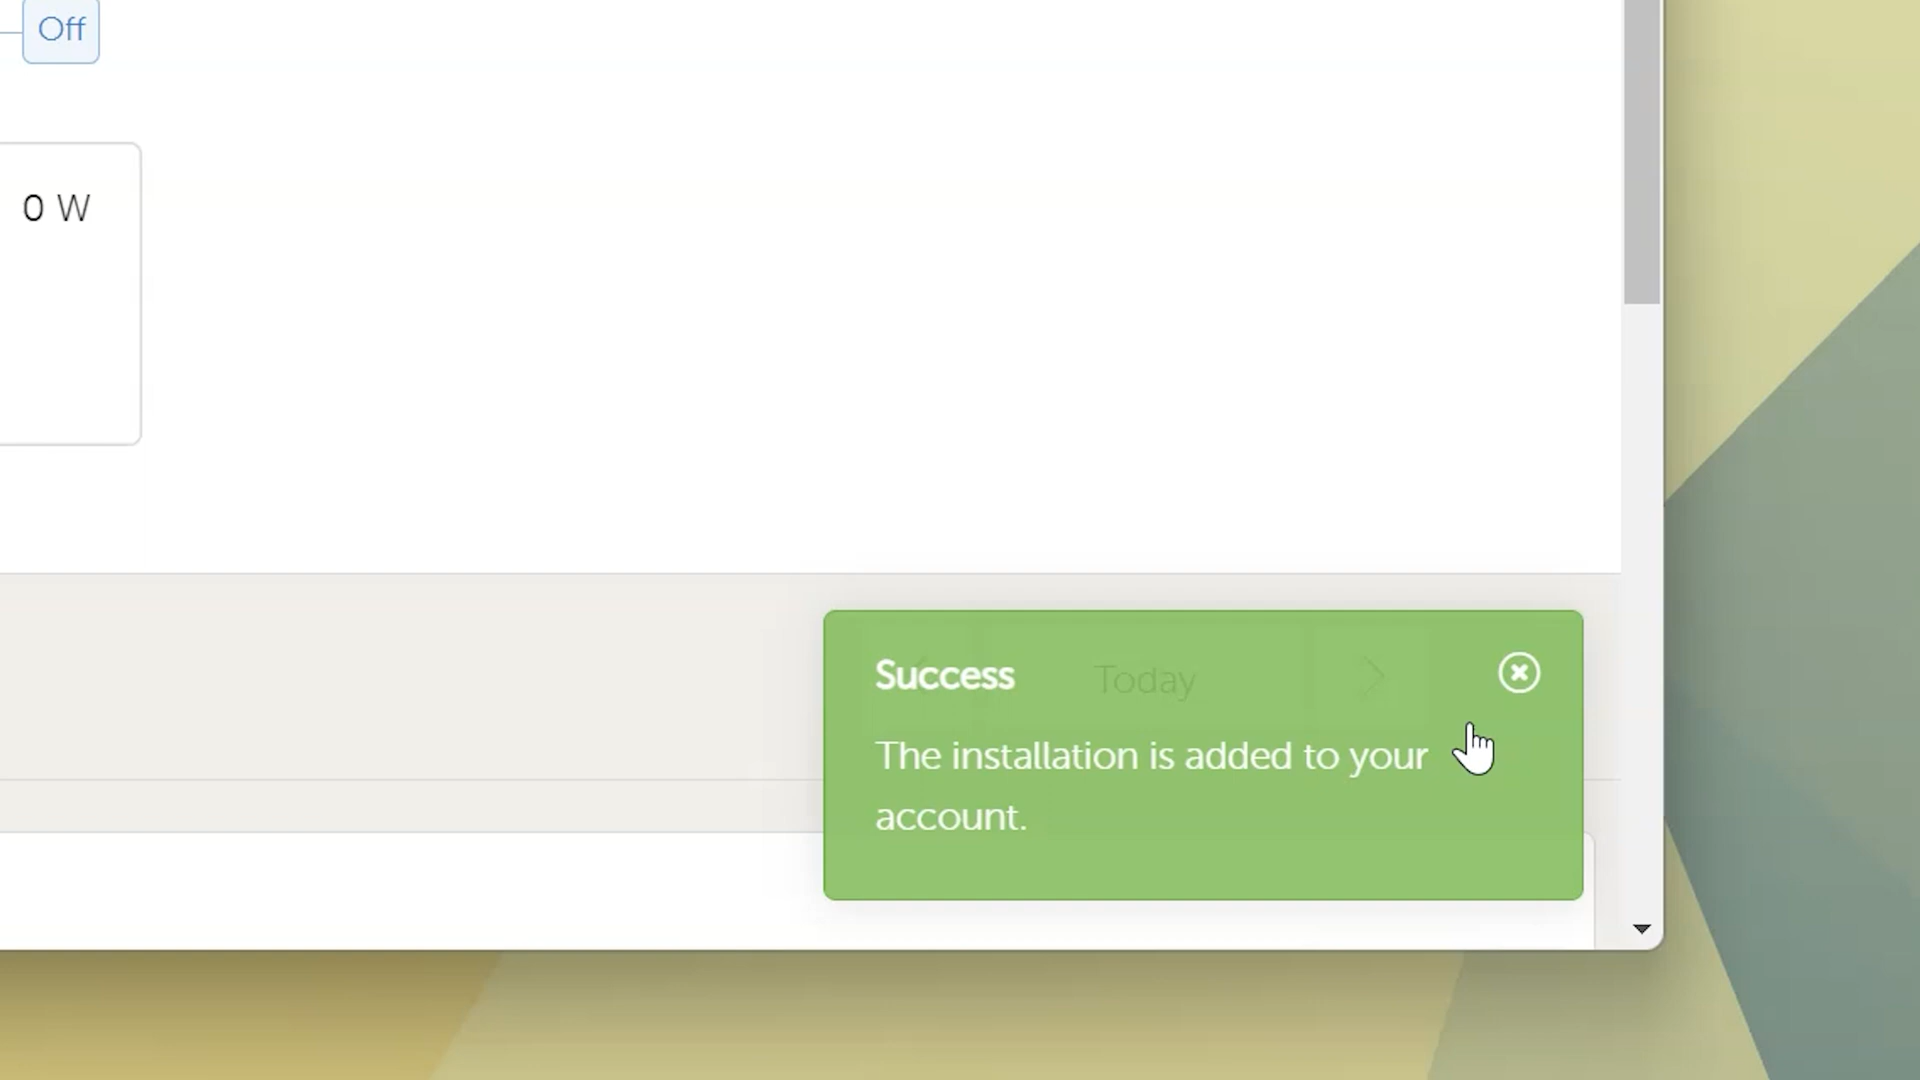 Off
0 W
Success
Today
The installation is added to your
account.